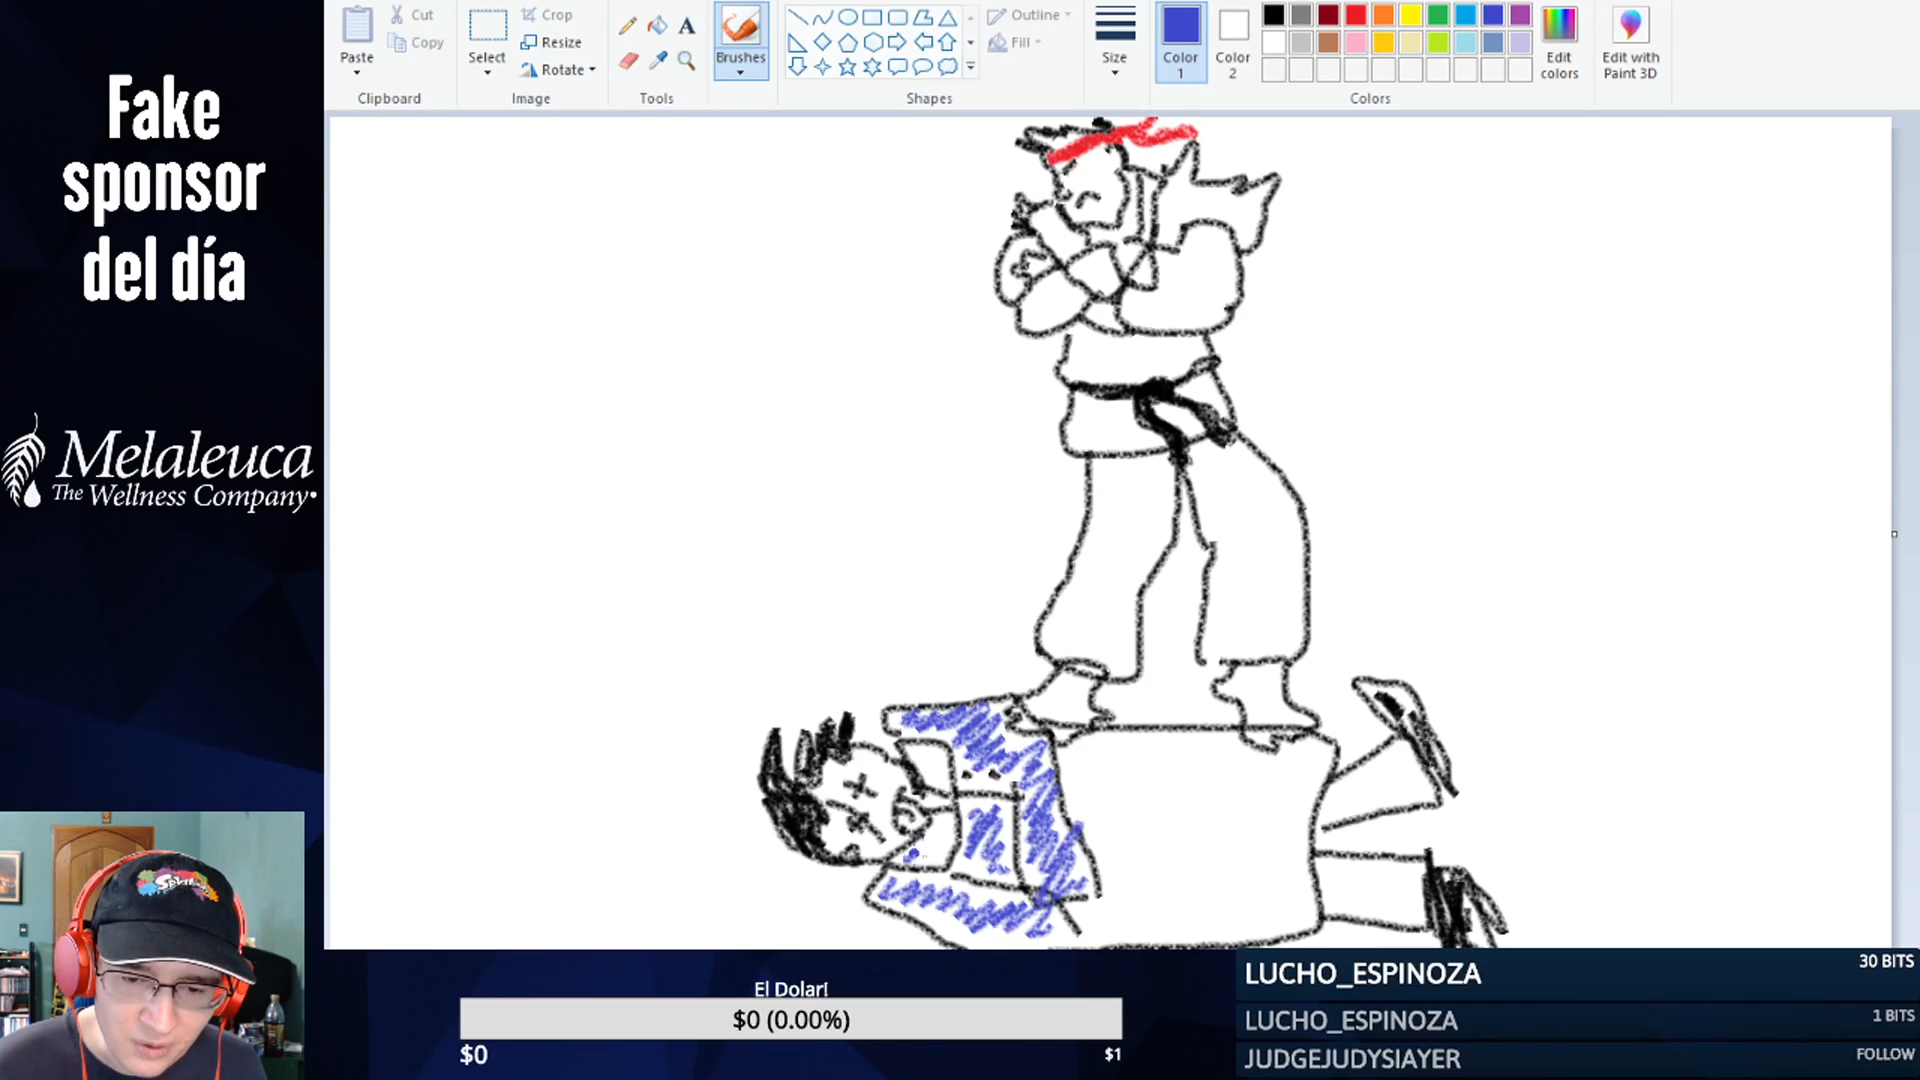 Fake
sponsor
del día
Melaleuca
The Wellness Company
Paste
Cut
Copy
Clipboard
Select
Crop
Resize
Rotate
Image
Tools
A
Brushes
Shapes
Outline
Fill
Size
Color
1
Color
2
Colors
Edit
colors
Edit with
Paint 3D
El Dolar!
$0 (0.00%)
$0
$1
LUCHO_ESPINOZA
30 BITS
LUCHO_ESPINOZA
1 BITS
JUDGEJUDYSIAYER
FOLLOW